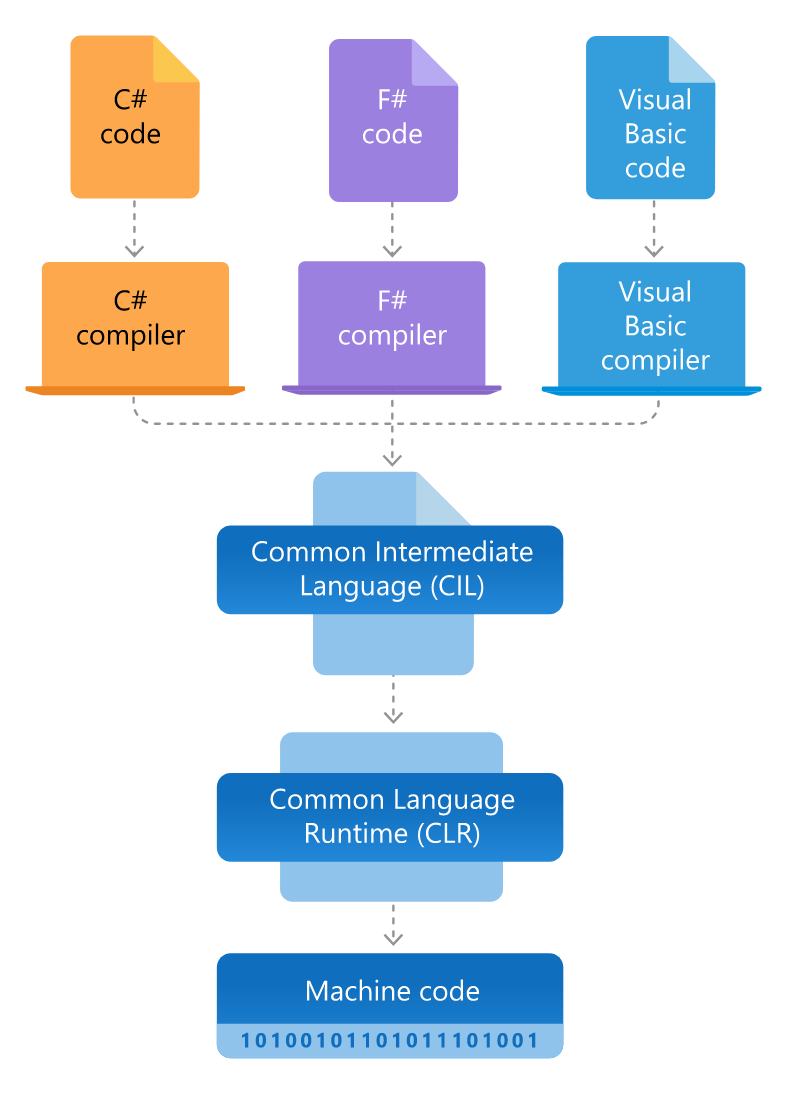 C#
code
F#
code
Visual
Basic
code
C#
compiler
F#
compiler
Visual
Basic
compiler
Common Intermediate
Language (CIL)
Common Language
Runtime (CLR)
Machine code
10100101101011101001